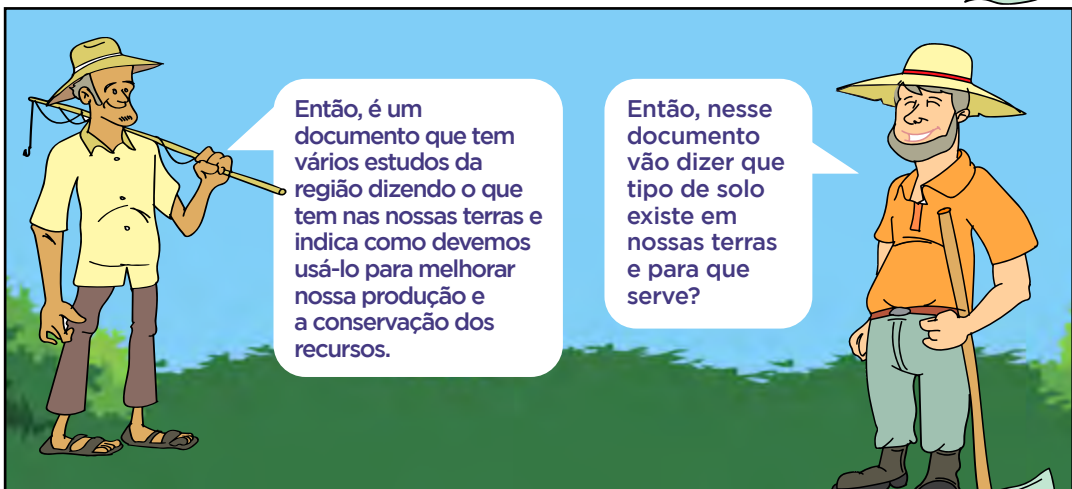 Então, é um
documento que tem
vários estudos da
região dizendo o que
tem nas nossas terras e
indica como devemos
usá-lo para melhorar
nossa produção e
a conservação dos
recursos.
Então, nesse
documento
vão dizer que
tipo de solo
existe em
nossas terras
e para que
serve?